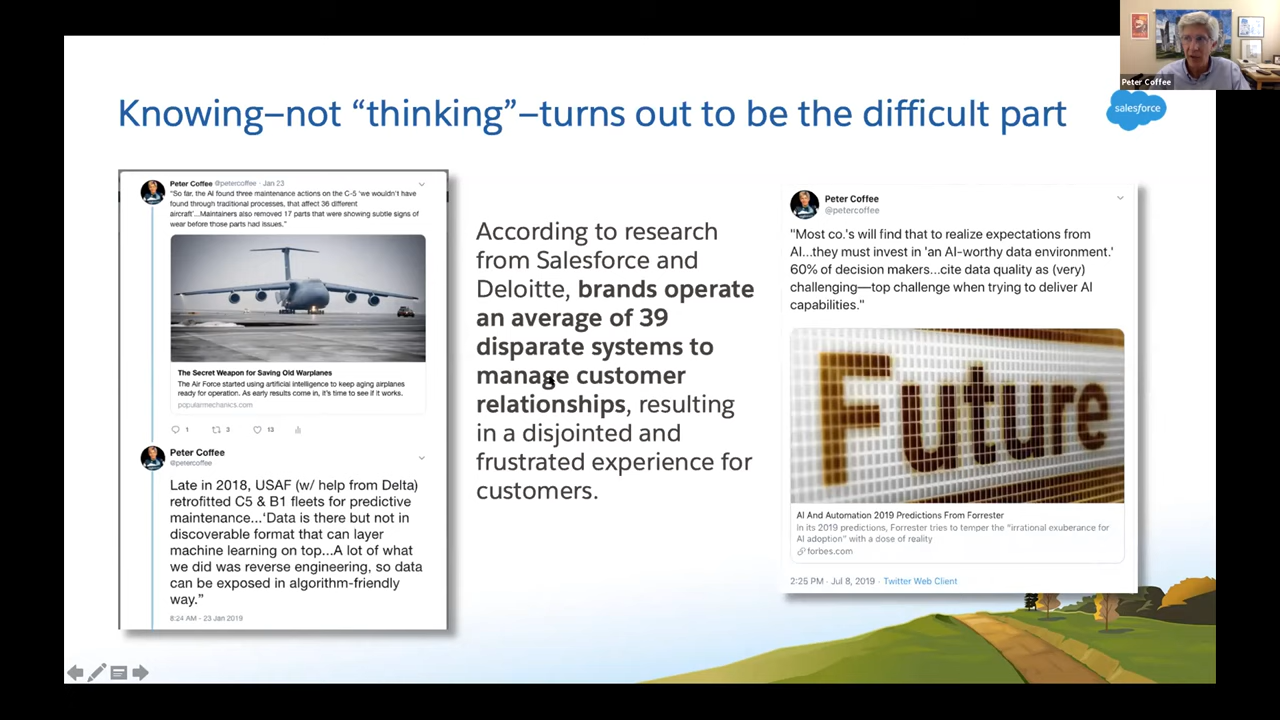 Peter Coffee
Knowing–not “thinking”–turns out to be the difficult part
salesforce
Peter Coffee @petercoffee · Jan 23
"So far, the AI found three maintenance actions on the C-5 'we wouldn't have
found through traditional processes, that affect 36 different
aircraft'...Maintainers also removed 17 parts that were showing subtle signs of
wear before those parts had issues."
The Secret Weapon for Saving Old Warplanes
The Air Force started using artificial intelligence to keep aging airplanes
ready for operation. As early results come in, it's time to see if it works.
popularmechanics.com
1 3 13
Peter Coffee
@petercoffee
Late in 2018, USAF (w/ help from Delta)
retrofitted C5 & B1 fleets for predictive
maintenance...'Data is there but not in
discoverable format that can layer
machine learning on top...A lot of what
we did was reverse engineering, so data
can be exposed in algorithm-friendly
way."
8:24 AM - 23 Jan 2019
According to research
from Salesforce and
Deloitte, brands operate
an average of 39
disparate systems to
manage customer
relationships, resulting
in a disjointed and
frustrated experience for
customers.
Peter Coffee
@petercoffee
"Most co.'s will find that to realize expectations from
AI...they must invest in 'an AI-worthy data environment.'
60% of decision makers...cite data quality as (very)
challenging—top challenge when trying to deliver AI
capabilities."
Future
AI And Automation 2019 Predictions From Forrester
In its 2019 predictions, Forrester tries to temper the "irrational exuberance for
AI adoption" with a dose of reality
forbes.com
2:25 PM · Jul 8, 2019 · Twitter Web Client